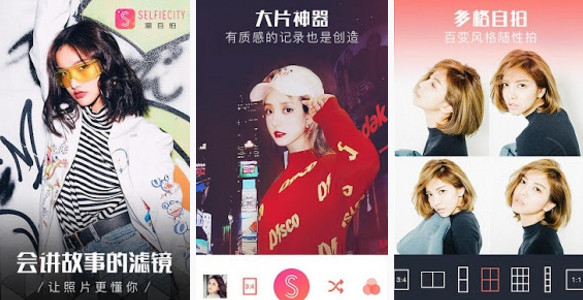 SELFIECITY
潮自拍
会讲故事的滤镜
/ 让照片更懂你 /
大片神器
有质感的记录也是创造
kodak
Disco
3:4
S
多格自拍
百变风格随性拍
3:4
1:1